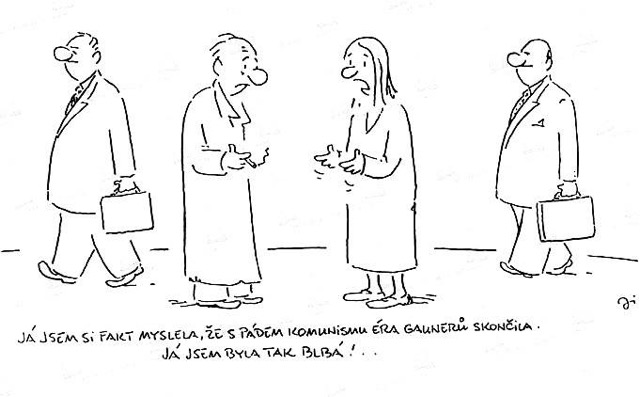 JÁ JSEM SI FAKT MYSLELA, ŽE S PÁDEM KOMUNISMU ÉRA GAUNERŮ SKONČILA.
JÁ JSEM BYLA TAK BLBÁ!..